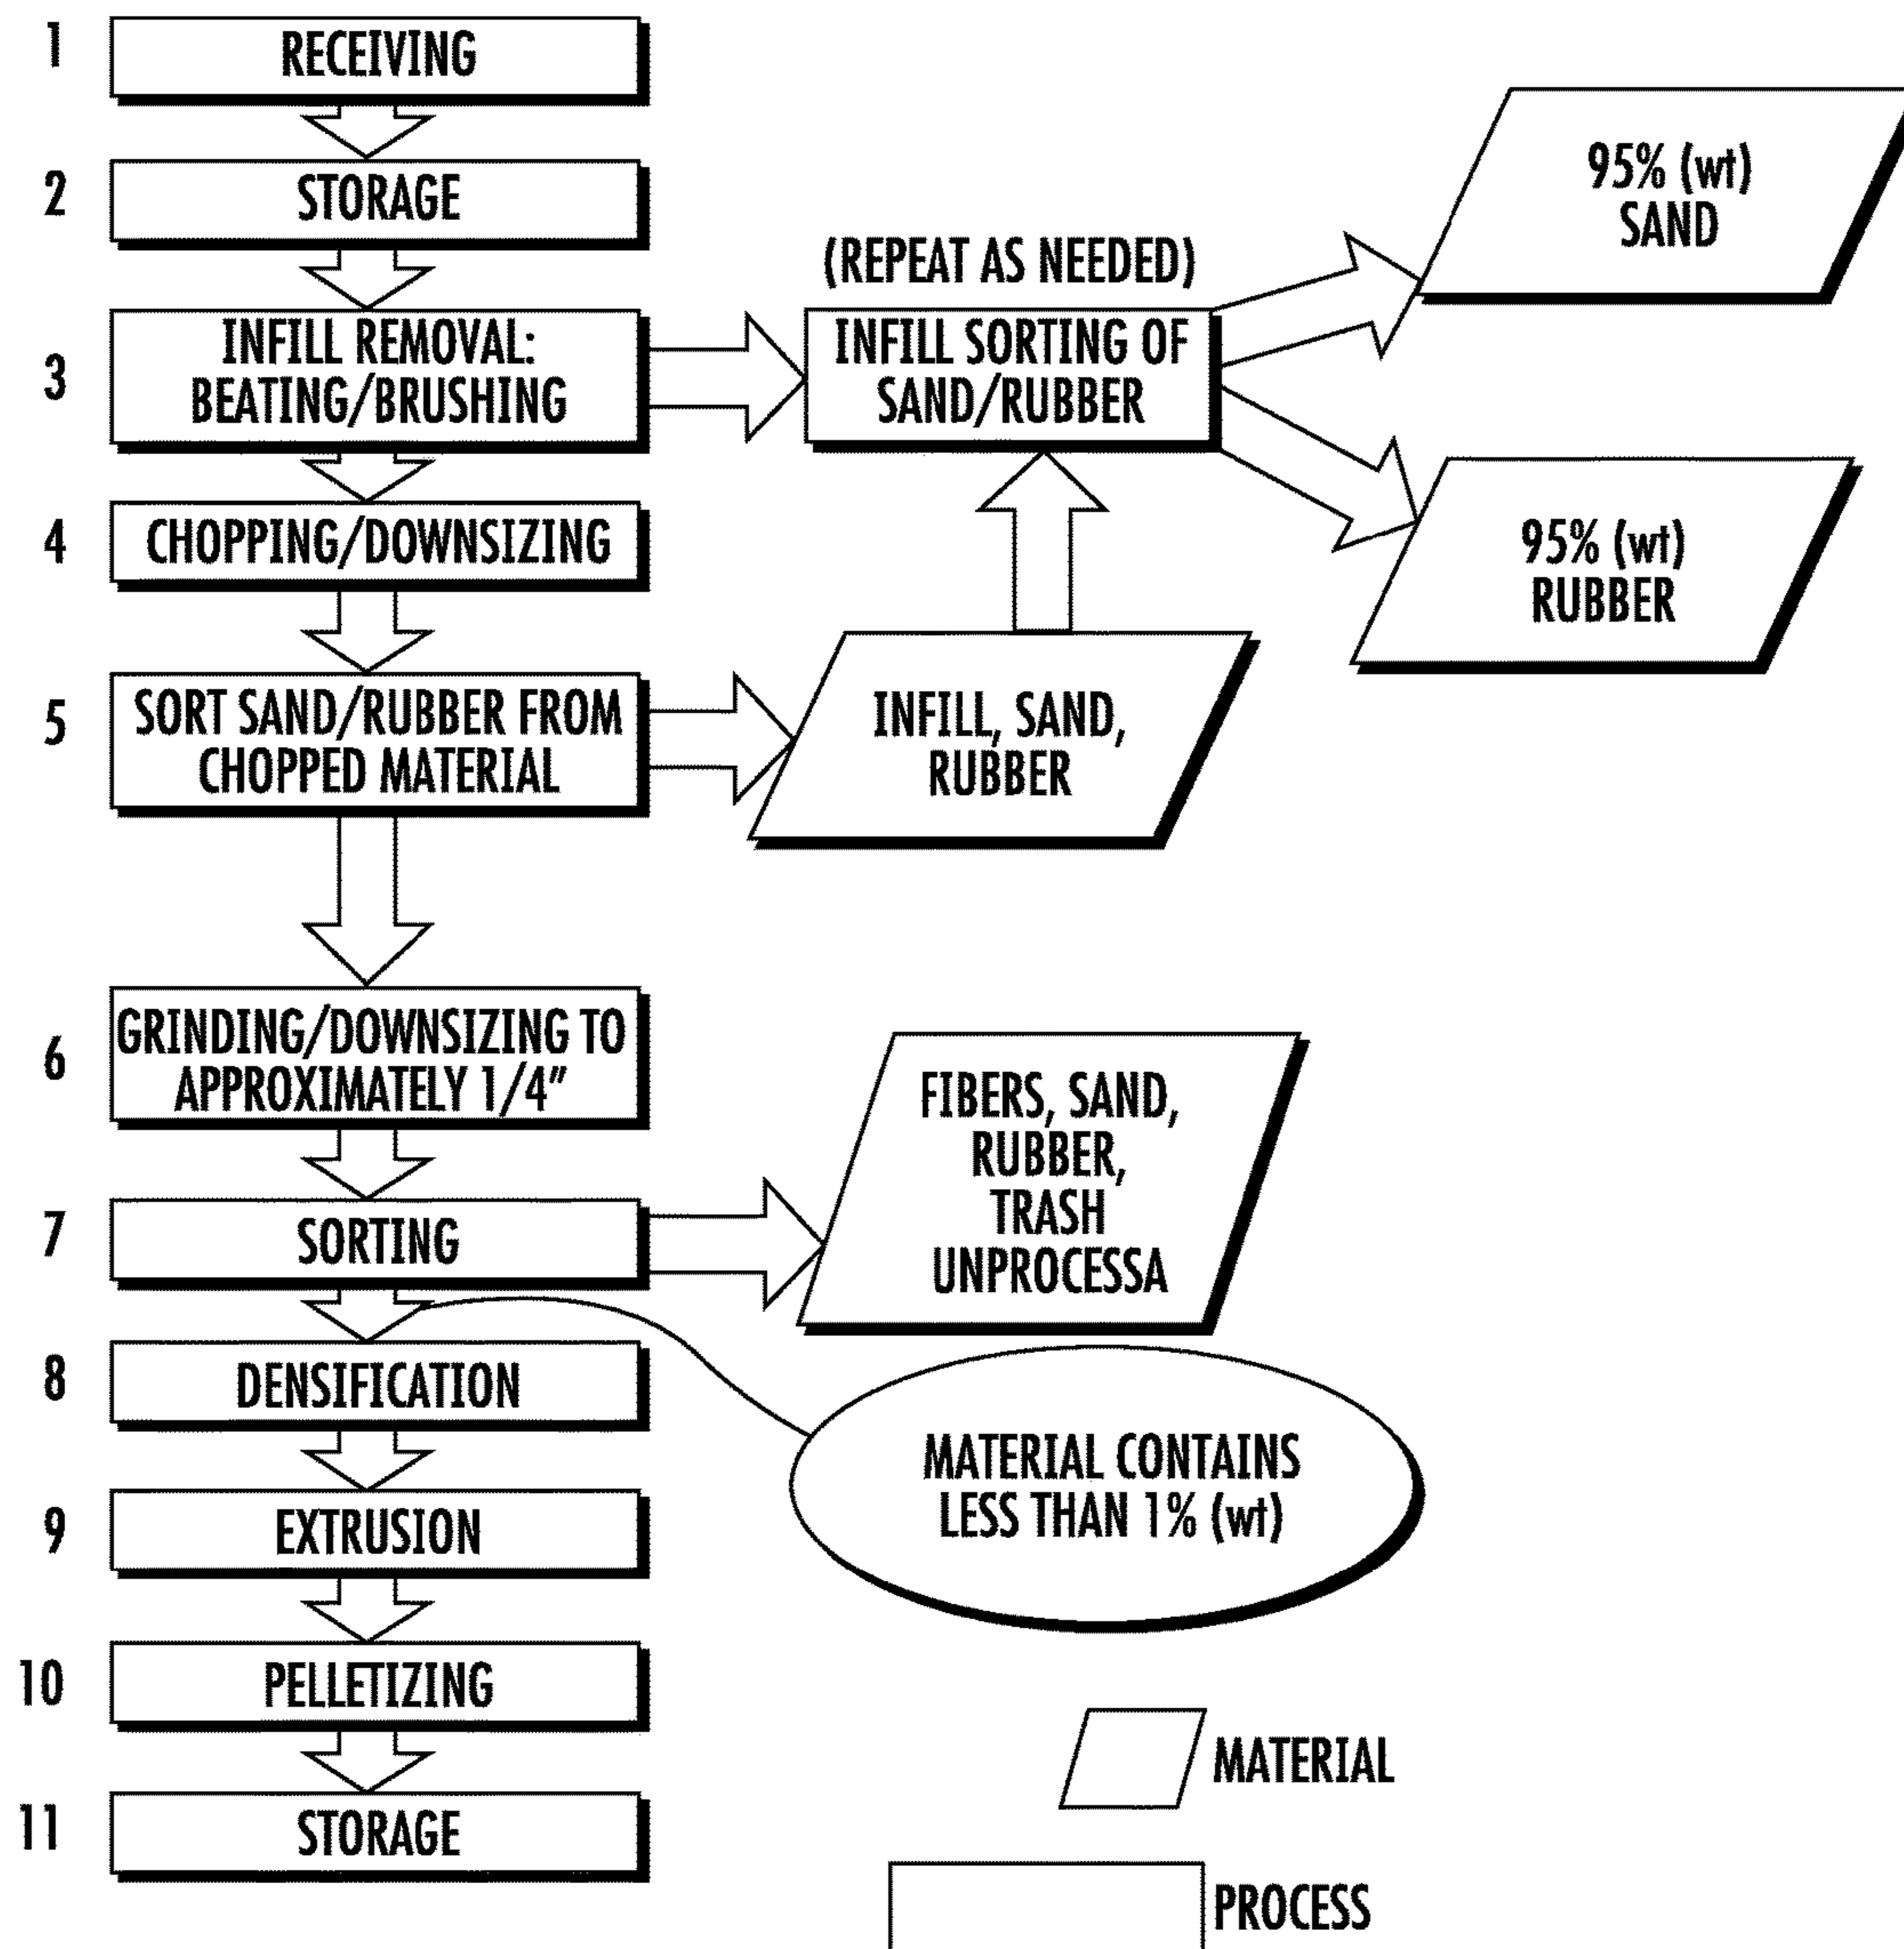 1
RECEIVING
2
STORAGE
3
INFILL REMOVAL:
BEATING/BRUSHING
(REPEAT AS NEEDED)
INFILL SORTING OF
SAND/RUBBER
95% (wt)
SAND
95% (wt)
RUBBER
4
CHOPPING/DOWNSIZING
5
SORT SAND/RUBBER FROM
CHOPPED MATERIAL
INFILL, SAND,
RUBBER
6
GRINDING/DOWNSIZING TO
APPROXIMATELY 1/4"
7
SORTING
FIBERS, SAND,
RUBBER,
TRASH
UNPROCESSA
8
DENSIFICATION
MATERIAL CONTAINS
LESS THAN 1% (wt)
9
EXTRUSION
10
PELLETIZING
11
STORAGE
MATERIAL
PROCESS